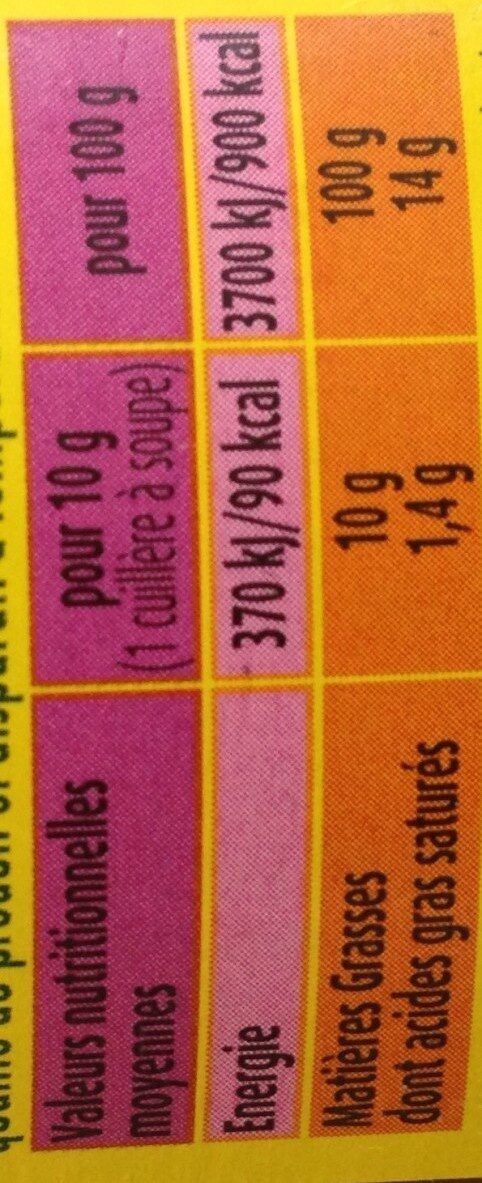 Valeurs nutritionnelles
moyennes
pour 10 g
(1 cuillère à soupe)
pour 100 g
Energie
370 kJ/90 kcal
3700 kJ/900 kcal
Matières Grasses
dont acides gras saturés
10 g
1,4 g
100 g
14 g